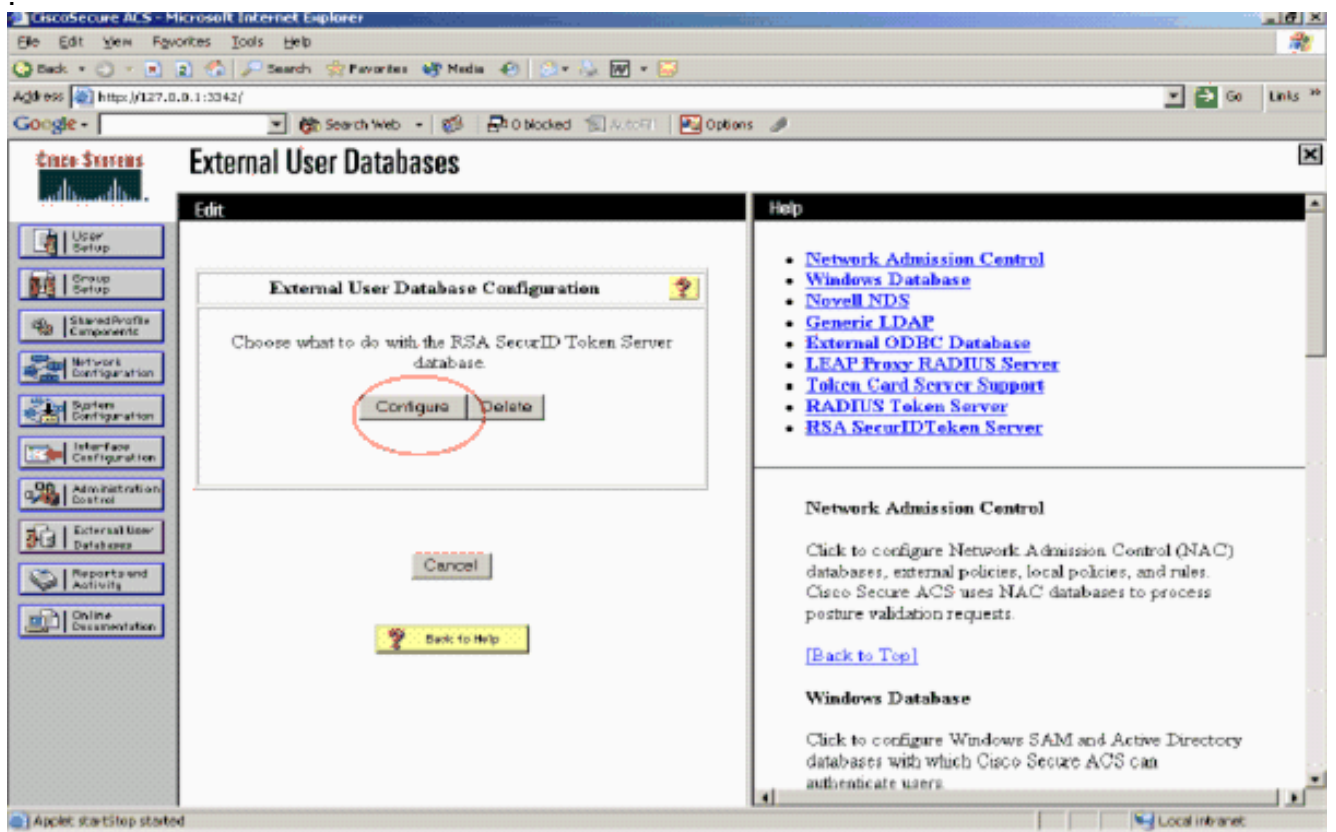 CiscoSecure ACS - Microsoft Internet Explorer
File Edit View Favorites Tools Help
Back Search Favorites Media
Address http://127.0.0.1:3342/ Go Links »
Google - Search Web 0 blocked AutoFill Options
Cisco Systems
External User Databases
Edit
User Setup
Group Setup
Shared Profile Components
Network Configuration
System Configuration
Interface Configuration
Administration Control
External User Databases
Reports and Activity
Online Documentation
External User Database Configuration
Choose what to do with the RSA SecurID Token Server
database.
Configure Delete
Cancel
Back to Help
Help
• Network Admission Control
• Windows Database
• Novell NDS
• Generic LDAP
• External ODBC Database
• LEAP Proxy RADIUS Server
• Token Card Server Support
• RADIUS Token Server
• RSA SecurIDToken Server
Network Admission Control
Click to configure Network Admission Control (NAC)
databases, external policies, local policies, and rules.
Cisco Secure ACS uses NAC databases to process
posture validation requests.
[Back to Top]
Windows Database
Click to configure Windows SAM and Active Directory
databases with which Cisco Secure ACS can
authenticate users.
Applet startStop started
Local intranet